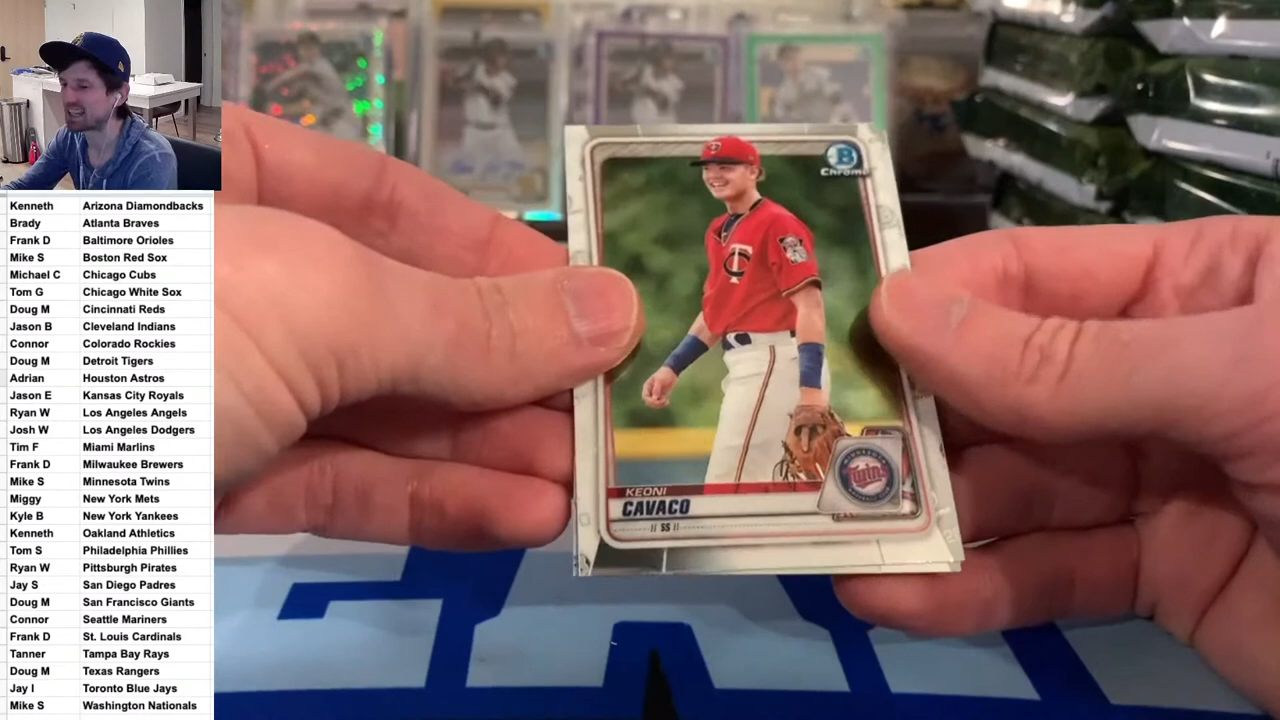 Kenneth Arizona Diamondbacks
Brady Atlanta Braves
Frank D Baltimore Orioles
Mike S Boston Red Sox
Michael C Chicago Cubs
Tom G Chicago White Sox
Doug M Cincinnati Reds
Jason B Cleveland Indians
Connor Colorado Rockies
Doug M Detroit Tigers
Adrian Houston Astros
Jason E Kansas City Royals
Ryan W Los Angeles Angels
Josh W Los Angeles Dodgers
Tim F Miami Marlins
Frank D Milwaukee Brewers
Mike S Minnesota Twins
Miggy New York Mets
Kyle B New York Yankees
Kenneth Oakland Athletics
Tom S Philadelphia Phillies
Ryan W Pittsburgh Pirates
Jay S San Diego Padres
Doug M San Francisco Giants
Connor Seattle Mariners
Frank D St. Louis Cardinals
Tanner Tampa Bay Rays
Doug M Texas Rangers
Jay I Toronto Blue Jays
Mike S Washington Nationals
B
Chrome
TC
Twins
KEONI
CAVACO
SS